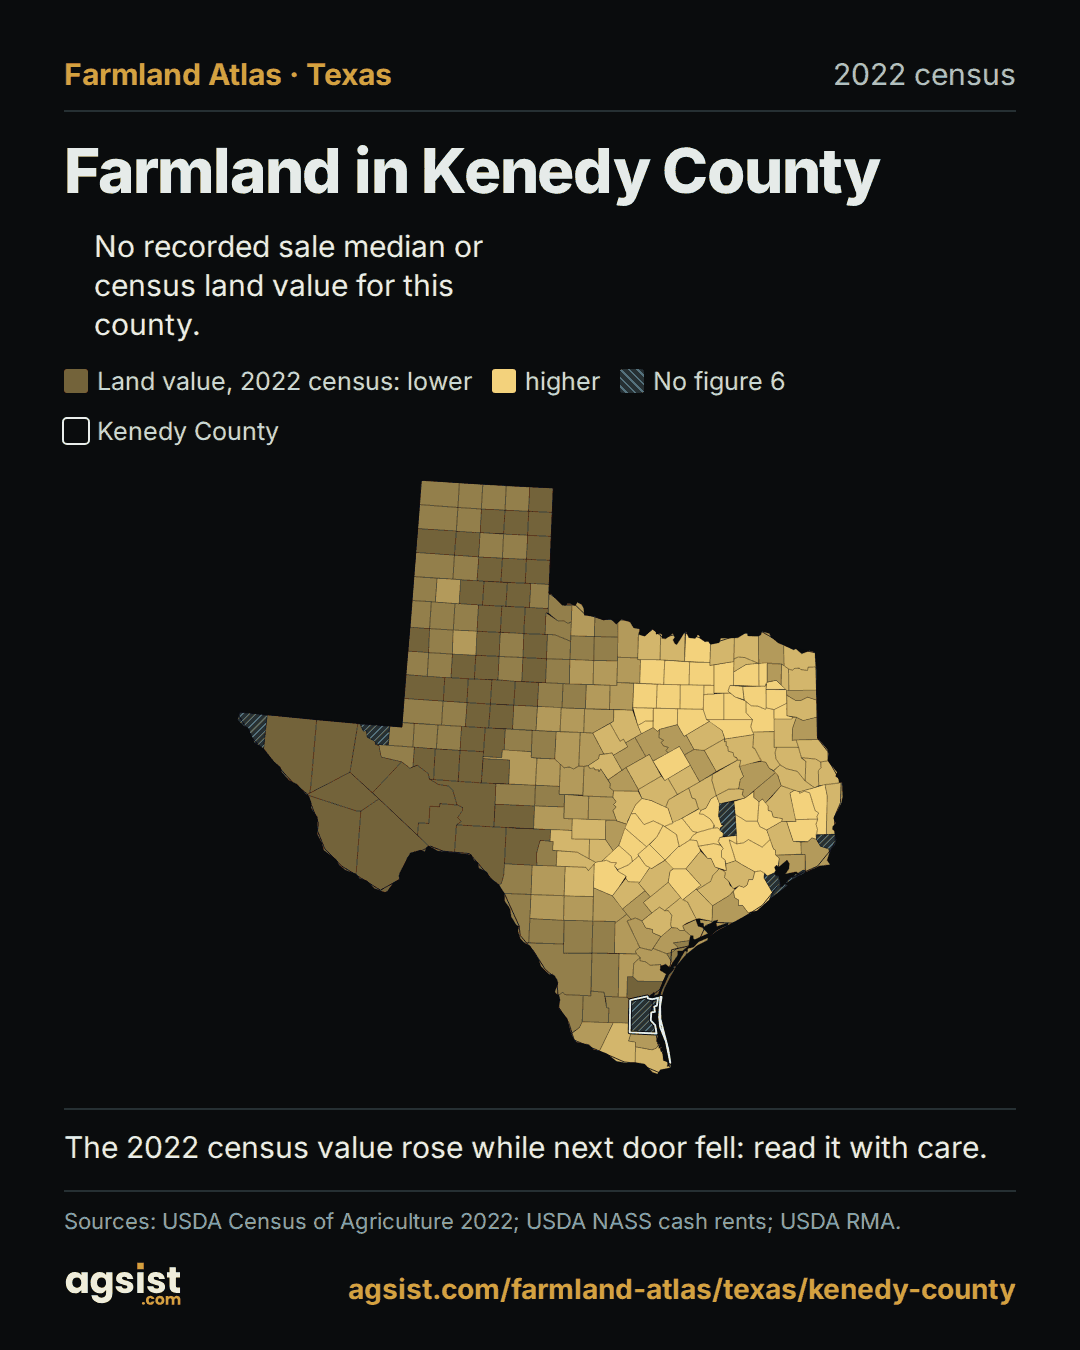 Farmland Atlas · Texas
2022 census
Farmland in Kenedy County
No recorded sale median or
census land value for this
county.
Land value, 2022 census: lower
higher
No figure 6
Kenedy County
The 2022 census value rose while next door fell: read it with care.
Sources: USDA Census of Agriculture 2022; USDA NASS cash rents; USDA RMA.
agsist
.com
agsist.com/farmland-atlas/texas/kenedy-county